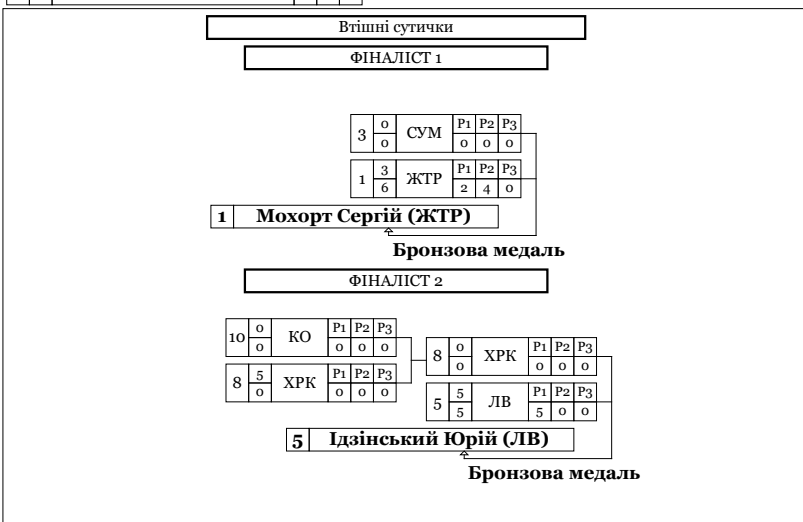 Втішні сутички
ФІНАЛІСТ 1
3 0 СУМ P1 P2 P3
0 0 0 0
1 3 ЖТР P1 P2 P3
6 2 4 0
1 Мохорт Сергій (ЖТР)
Бронзова медаль
ФІНАЛІСТ 2
10 0 КО P1 P2 P3
0 0 0 0
8 5 ХРК P1 P2 P3
0 0 0 0
8 0 ХРК P1 P2 P3
0 0 0 0
5 5 ЛВ P1 P2 P3
5 5 0 0
5 Ідзінський Юрій (ЛВ)
Бронзова медаль